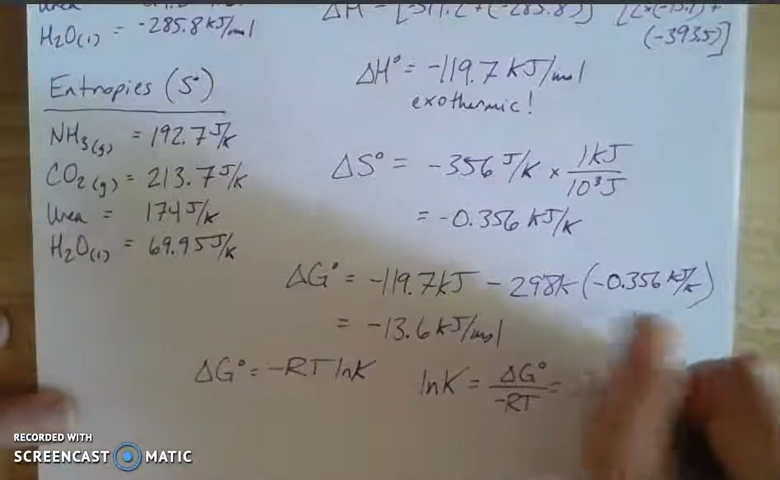 H₂O(l) = -285.8 kJ/mol
(-393.5)]
ΔH° = -119.7 KJ/mol
exothermic!
Entropies (S°)
NH₃(g) = 192.7 J/K
CO₂(g) = 213.7 J/K
Urea = 174 J/K
H₂O(l) = 69.95 J/K
ΔS° = -356 J/K × 1KJ/10³J
= -0.356 KJ/K
ΔG° = -119.7KJ - 298K (-0.356 KJ/K)
= -13.6 KJ/mol
ΔG° = -RT lnK
lnK = ΔG°/-RT =
RECORDED WITH
SCREENCAST MATIC